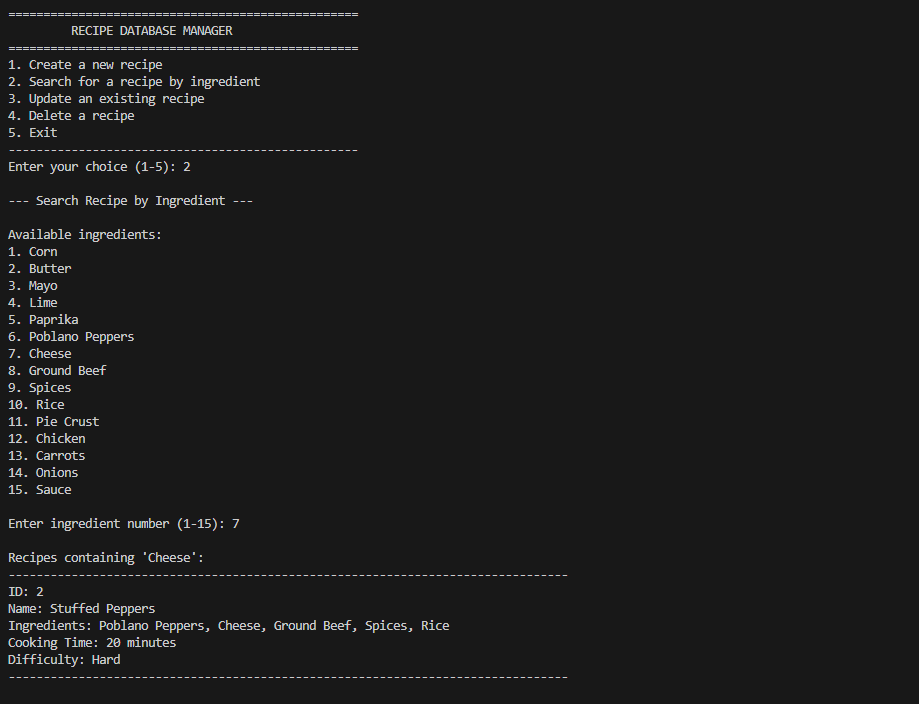 ==================================================
RECIPE DATABASE MANAGER
==================================================
1. Create a new recipe
2. Search for a recipe by ingredient
3. Update an existing recipe
4. Delete a recipe
5. Exit
--------------------------------------------------
Enter your choice (1-5): 2
--- Search Recipe by Ingredient ---
Available ingredients:
1. Corn
2. Butter
3. Mayo
4. Lime
5. Paprika
6. Poblano Peppers
7. Cheese
8. Ground Beef
9. Spices
10. Rice
11. Pie Crust
12. Chicken
13. Carrots
14. Onions
15. Sauce
Enter ingredient number (1-15): 7
Recipes containing 'Cheese':
--------------------------------------------------------------------------------
ID: 2
Name: Stuffed Peppers
Ingredients: Poblano Peppers, Cheese, Ground Beef, Spices, Rice
Cooking Time: 20 minutes
Difficulty: Hard
--------------------------------------------------------------------------------